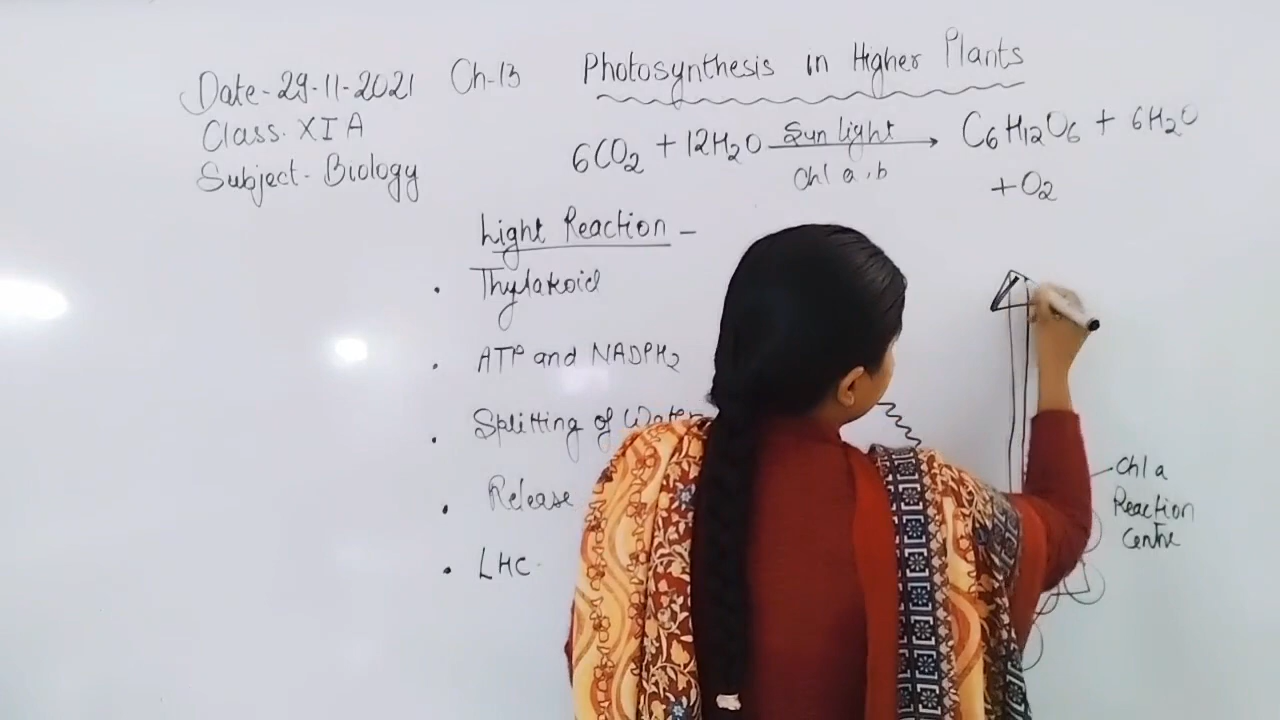 Date - 29-11-2021 Ch-13 Photosynthesis in Higher Plants
Class. XI A
Subject - Biology
6CO2 + 12H2O Sun light C6H12O6 + 6H2O
Chl a, b
+ O2
Light Reaction -
• Thylakoid
• ATP and NADPH2
• Splitting of Water
• Release
• LHC
Chl a
Reaction
Centre